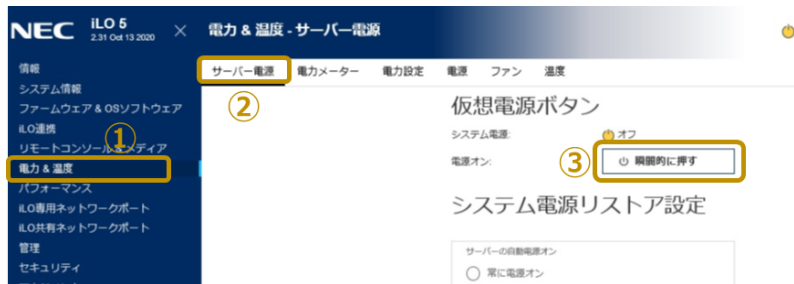 NEC iLO 5 2.31 Oct 13 2020 × 電力 & 温度 - サーバー電源
情報
システム情報
ファームウェア & OSソフトウェア
iLO連携
リモートコンソール & メディア
電力 & 温度
パフォーマンス
iLO専用ネットワークポート
iLO共有ネットワークポート
管理
セキュリティ
①
サーバー電源 電力メーター 電力設定 電源 ファン 温度
②
仮想電源ボタン
システム電源: オフ
電源オン: ③ 瞬間的に押す
システム電源リストア設定
サーバーの自動電源オン
常に電源オン